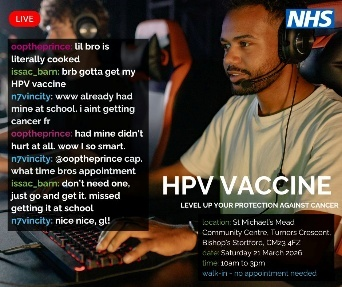 LIVE
NHS
ooptheprince: lil bro is
literally cooked
issac_barn: brb gotta get my
HPV vaccine
n7vincity: www already had
mine at school. i aint getting
cancer fr
ooptheprince: had mine didn't
hurt at all. wow I so smart.
n7vincity: @ooptheprince cap.
what time bros appointment
issac_barn: don't need one,
just go and get it. missed
getting it at school
n7vincity: nice nice, gl!
HPV VACCINE
LEVEL UP YOUR PROTECTION AGAINST CANCER
location: St Michael's Mead
Community Centre, Turners Crescent,
Bishop's Stortford, CM23 4FZ
date: Saturday 21 March 2026
time: 10am to 3pm
walk-in - no appointment needed